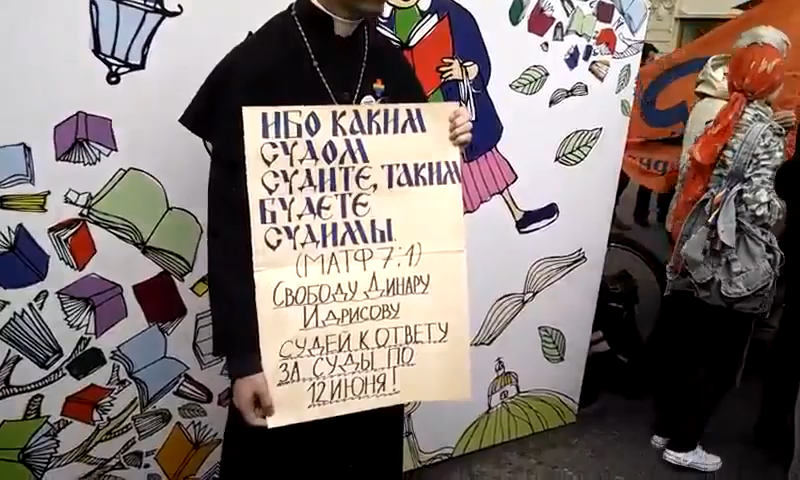 ИБО КАКИМ
СУДОМ
СУДИТЕ, ТАКИМ
БУДЕТЕ
СУДИМЫ.
(МАТФ 7:1)
СВОБОДУ ДИНАРУ
ИДРИСОВУ
СУДЕЙ К ОТВЕТУ
ЗА СУДЫ ПО
12 ИЮНЯ!